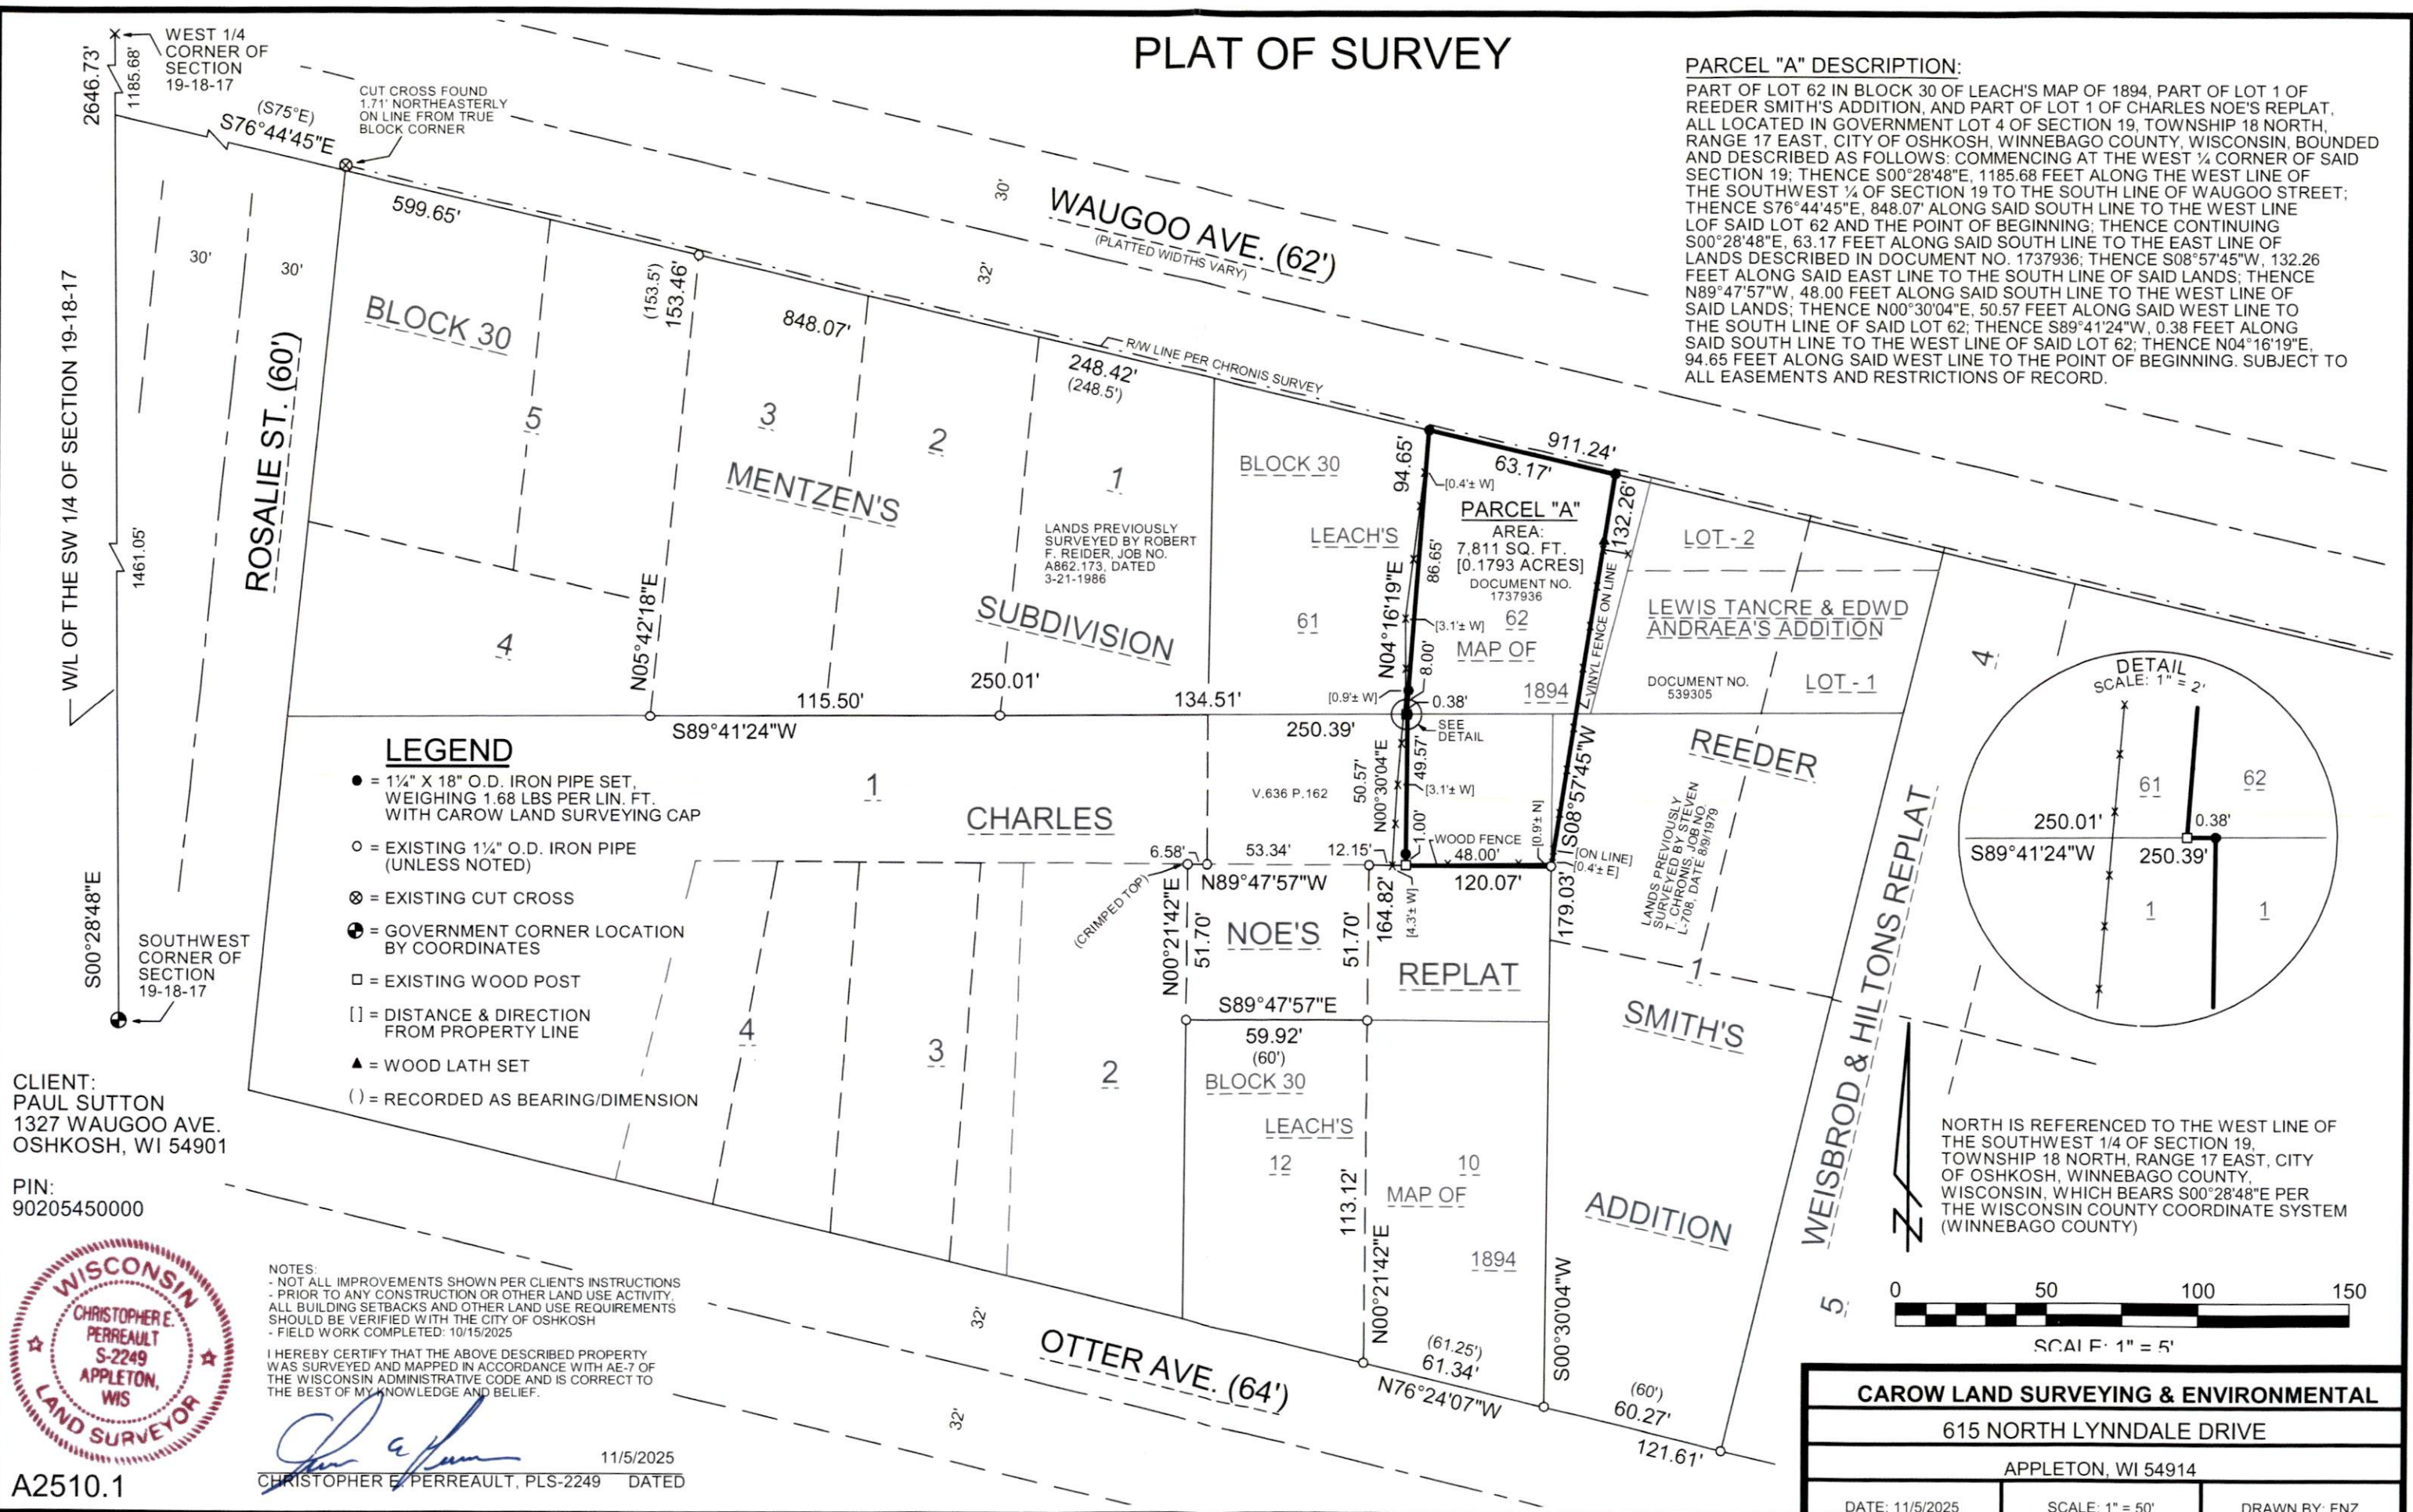 PLAT OF SURVEY
2646.73'
1185.68'
WEST 1/4
CORNER OF
SECTION
19-18-17
(S75°E)
S76°44'45"E
CUT CROSS FOUND
1.71' NORTHEASTERLY
ON LINE FROM TRUE
BLOCK CORNER
PARCEL "A" DESCRIPTION:
PART OF LOT 62 IN BLOCK 30 OF LEACH'S MAP OF 1894, PART OF LOT 1 OF
REEDER SMITH'S ADDITION, AND PART OF LOT 1 OF CHARLES NOE'S REPLAT,
ALL LOCATED IN GOVERNMENT LOT 4 OF SECTION 19, TOWNSHIP 18 NORTH,
RANGE 17 EAST, CITY OF OSHKOSH, WINNEBAGO COUNTY, WISCONSIN, BOUNDED
AND DESCRIBED AS FOLLOWS: COMMENCING AT THE WEST ¼ CORNER OF SAID
SECTION 19; THENCE S00°28'48"E, 1185.68 FEET ALONG THE WEST LINE OF
THE SOUTHWEST ¼ OF SECTION 19 TO THE SOUTH LINE OF WAUGOO STREET;
THENCE S76°44'45"E, 848.07' ALONG SAID SOUTH LINE TO THE WEST LINE
LOF SAID LOT 62 AND THE POINT OF BEGINNING; THENCE CONTINUING
S00°28'48"E, 63.17 FEET ALONG SAID SOUTH LINE TO THE EAST LINE OF
LANDS DESCRIBED IN DOCUMENT NO. 1737936; THENCE S08°57'45"W, 132.26
FEET ALONG SAID EAST LINE TO THE SOUTH LINE OF SAID LANDS; THENCE
N89°47'57"W, 48.00 FEET ALONG SAID SOUTH LINE TO THE WEST LINE OF
SAID LANDS; THENCE N00°30'04"E, 50.57 FEET ALONG SAID WEST LINE TO
THE SOUTH LINE OF SAID LOT 62; THENCE S89°41'24"W, 0.38 FEET ALONG
SAID SOUTH LINE TO THE WEST LINE OF SAID LOT 62; THENCE N04°16'19"E,
94.65 FEET ALONG SAID WEST LINE TO THE POINT OF BEGINNING. SUBJECT TO
ALL EASEMENTS AND RESTRICTIONS OF RECORD.
WAUGOO AVE. (62')
(PLATTED WIDTHS VARY)
30'
32'
599.65'
30'
30'
(153.5')
153.46'
848.07'
248.42'
(248.5')
R/W LINE PER CHRONIS SURVEY
W/L OF THE SW 1/4 OF SECTION 19-18-17
1461.05'
S00°28'48"E
ROSALIE ST. (60')
BLOCK 30
5
3
2
1
4
MENTZEN'S
SUBDIVISION
LANDS PREVIOUSLY
SURVEYED BY ROBERT
F. REIDER, JOB NO.
A862.173, DATED
3-21-1986
BLOCK 30
LEACH'S
61
94.65'
[0.4'± W]
911.24'
63.17'
PARCEL "A"
AREA:
7,811 SQ. FT.
[0.1793 ACRES]
DOCUMENT NO.
1737936
62
MAP OF
1894
86.65'
N04°16'19"E
[3.1'± W]
8.00'
[0.9'± W]
0.38'
SEE
DETAIL
132.26'
VINYL FENCE ON LINE
LOT - 2
LEWIS TANCRE & EDWD
ANDRAEA'S ADDITION
DOCUMENT NO.
539305
LOT - 1
4
DETAIL
SCALE: 1" = 2'
61
62
250.01'
0.38'
S89°41'24"W
250.39'
1
1
N05°42'18"E
115.50'
250.01'
134.51'
S89°41'24"W
250.39'
LEGEND
● = 1¼" X 18" O.D. IRON PIPE SET,
WEIGHING 1.68 LBS PER LIN. FT.
WITH CAROW LAND SURVEYING CAP
○ = EXISTING 1¼" O.D. IRON PIPE
(UNLESS NOTED)
⊗ = EXISTING CUT CROSS
= GOVERNMENT CORNER LOCATION
BY COORDINATES
□ = EXISTING WOOD POST
[ ] = DISTANCE & DIRECTION
FROM PROPERTY LINE
▲ = WOOD LATH SET
( ) = RECORDED AS BEARING/DIMENSION
1
CHARLES
V.636 P.162
50.57'
N00°30'04"E
49.57'
[3.1'± W]
1.00'
WOOD FENCE
48.00'
[0.9'± N]
S08°57'45"W
[ON LINE]
[0.4'± E]
REEDER
LANDS PREVIOUSLY
SURVEYED BY STEVEN
T. CHRONIS, JOB NO.
L-708, DATE 8/9/1979
6.58'
53.34'
12.15'
N89°47'57"W
120.07'
(CRIMPED TOP)
N00°21'42"E
51.70'
NOE'S
51.70'
164.82'
[4.3'± W]
179.03'
REPLAT
1
SMITH'S
ADDITION
WEISBROD & HILTONS REPLAT
5
S89°47'57"E
59.92'
(60')
BLOCK 30
LEACH'S
12
10
MAP OF
1894
113.12'
N00°21'42"E
S00°30'04"W
4
3
2
SOUTHWEST
CORNER OF
SECTION
19-18-17
CLIENT:
PAUL SUTTON
1327 WAUGOO AVE.
OSHKOSH, WI 54901
PIN:
90205450000
NORTH IS REFERENCED TO THE WEST LINE OF
THE SOUTHWEST 1/4 OF SECTION 19,
TOWNSHIP 18 NORTH, RANGE 17 EAST, CITY
OF OSHKOSH, WINNEBAGO COUNTY,
WISCONSIN, WHICH BEARS S00°28'48"E PER
THE WISCONSIN COUNTY COORDINATE SYSTEM
(WINNEBAGO COUNTY)
N
0 50 100 150
SCALE: 1" = 5'
OTTER AVE. (64')
32'
32'
(61.25')
61.34'
N76°24'07"W
(60')
60.27'
121.61'
WISCONSIN
CHRISTOPHER E.
PERREAULT
S-2249
APPLETON,
WIS
LAND SURVEYOR
NOTES:
- NOT ALL IMPROVEMENTS SHOWN PER CLIENT'S INSTRUCTIONS
- PRIOR TO ANY CONSTRUCTION OR OTHER LAND USE ACTIVITY.
ALL BUILDING SETBACKS AND OTHER LAND USE REQUIREMENTS
SHOULD BE VERIFIED WITH THE CITY OF OSHKOSH
- FIELD WORK COMPLETED: 10/15/2025
I HEREBY CERTIFY THAT THE ABOVE DESCRIBED PROPERTY
WAS SURVEYED AND MAPPED IN ACCORDANCE WITH AE-7 OF
THE WISCONSIN ADMINISTRATIVE CODE AND IS CORRECT TO
THE BEST OF MY KNOWLEDGE AND BELIEF.
11/5/2025
CHRISTOPHER E. PERREAULT, PLS-2249 DATED
A2510.1
CAROW LAND SURVEYING & ENVIRONMENTAL
615 NORTH LYNNDALE DRIVE
APPLETON, WI 54914
DATE: 11/5/2025 SCALE: 1" = 50' DRAWN BY: ENZ